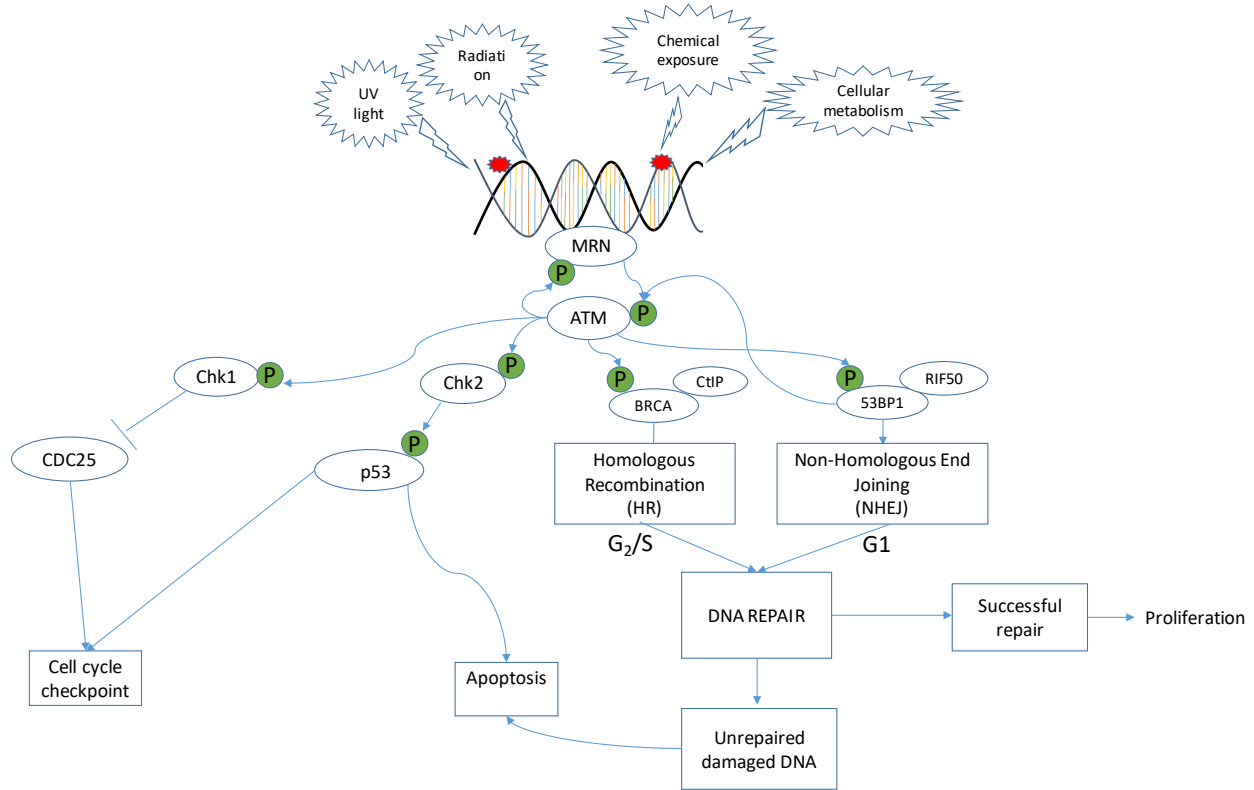 Radiati
on
Chemical
exposure
UV
light
Cellular
metabolism
MRN
P
ATM
P
Chk1
P
Chk2
P
P
BRCA
CtIP
P
53BP1
RIF50
CDC25
P
p53
Homologous
Recombination
(HR)
Non-Homologous End
Joining
(NHEJ)
G₂/S
G1
DNA REPAIR
Successful
repair
Proliferation
Cell cycle
checkpoint
Apoptosis
Unrepaired
damaged DNA